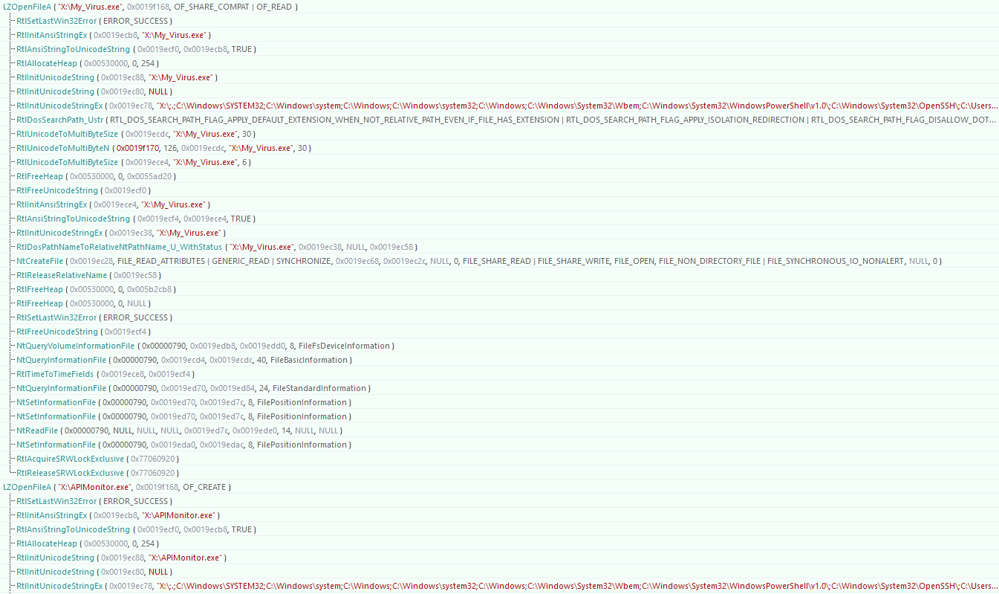 LZOpenFileA ( "X:\My_Virus.exe", 0x0019f168, OF_SHARE_COMPAT | OF_READ )
RtlSetLastWin32Error ( ERROR_SUCCESS )
RtlInitAnsiStringEx ( 0x0019ecb8, "X:\My_Virus.exe" )
RtlAnsiStringToUnicodeString ( 0x0019ecf0, 0x0019ecb8, TRUE )
RtlAllocateHeap ( 0x00530000, 0, 254 )
RtlInitUnicodeString ( 0x0019ec88, "X:\My_Virus.exe" )
RtlInitUnicodeString ( 0x0019ec80, NULL )
RtlInitUnicodeStringEx ( 0x0019ec78, "X:\;.;C:\Windows\SYSTEM32;C:\Windows\system;C:\Windows;C:\Windows\system32;C:\Windows;C:\Windows\System32\Wbem;C:\Windows\System32\WindowsPowerShell\v1.0\;C:\Windows\System32\OpenSSH\;C:\Users...
RtlDosSearchPath_Ustr ( RTL_DOS_SEARCH_PATH_FLAG_APPLY_DEFAULT_EXTENSION_WHEN_NOT_RELATIVE_PATH_EVEN_IF_FILE_HAS_EXTENSION | RTL_DOS_SEARCH_PATH_FLAG_APPLY_ISOLATION_REDIRECTION | RTL_DOS_SEARCH_PATH_FLAG_DISALLOW_DOT...
RtlUnicodeToMultiByteSize ( 0x0019ecdc, "X:\My_Virus.exe", 30 )
RtlUnicodeToMultiByteN ( 0x0019f170, 126, 0x0019ecdc, "X:\My_Virus.exe", 30 )
RtlUnicodeToMultiByteSize ( 0x0019ece4, "X:\My_Virus.exe", 6 )
RtlFreeHeap ( 0x00530000, 0, 0x0055ad20 )
RtlFreeUnicodeString ( 0x0019ecf0 )
RtlInitAnsiStringEx ( 0x0019ece4, "X:\My_Virus.exe" )
RtlAnsiStringToUnicodeString ( 0x0019ecf4, 0x0019ece4, TRUE )
RtlInitUnicodeStringEx ( 0x0019ec38, "X:\My_Virus.exe" )
RtlDosPathNameToRelativeNtPathName_U_WithStatus ( "X:\My_Virus.exe", 0x0019ec38, NULL, 0x0019ec58 )
NtCreateFile ( 0x0019ec28, FILE_READ_ATTRIBUTES | GENERIC_READ | SYNCHRONIZE, 0x0019ec68, 0x0019ec2c, NULL, 0, FILE_SHARE_READ | FILE_SHARE_WRITE, FILE_OPEN, FILE_NON_DIRECTORY_FILE | FILE_SYNCHRONOUS_IO_NONALERT, NULL, 0 )
RtlReleaseRelativeName ( 0x0019ec58 )
RtlFreeHeap ( 0x00530000, 0, 0x005b2cb8 )
RtlFreeHeap ( 0x00530000, 0, NULL )
RtlSetLastWin32Error ( ERROR_SUCCESS )
RtlFreeUnicodeString ( 0x0019ecf4 )
NtQueryVolumeInformationFile ( 0x00000790, 0x0019edb8, 0x0019edd0, 8, FileFsDeviceInformation )
NtQueryInformationFile ( 0x00000790, 0x0019ecd4, 0x0019ecdc, 40, FileBasicInformation )
RtlTimeToTimeFields ( 0x0019ece8, 0x0019ecf4 )
NtQueryInformationFile ( 0x00000790, 0x0019ed70, 0x0019ed84, 24, FileStandardInformation )
NtSetInformationFile ( 0x00000790, 0x0019ed70, 0x0019ed7c, 8, FilePositionInformation )
NtSetInformationFile ( 0x00000790, 0x0019ed70, 0x0019ed7c, 8, FilePositionInformation )
NtReadFile ( 0x00000790, NULL, NULL, NULL, 0x0019ed7c, 0x0019ede0, 14, NULL, NULL )
NtSetInformationFile ( 0x00000790, 0x0019eda0, 0x0019edac, 8, FilePositionInformation )
RtlAcquireSRWLockExclusive ( 0x77060920 )
RtlReleaseSRWLockExclusive ( 0x77060920 )
LZOpenFileA ( "X:\APIMonitor.exe", 0x0019f168, OF_CREATE )
RtlSetLastWin32Error ( ERROR_SUCCESS )
RtlInitAnsiStringEx ( 0x0019ecb8, "X:\APIMonitor.exe" )
RtlAnsiStringToUnicodeString ( 0x0019ecf0, 0x0019ecb8, TRUE )
RtlAllocateHeap ( 0x00530000, 0, 254 )
RtlInitUnicodeString ( 0x0019ec88, "X:\APIMonitor.exe" )
RtlInitUnicodeString ( 0x0019ec80, NULL )
RtlInitUnicodeStringEx ( 0x0019ec78, "X:\;.;C:\Windows\SYSTEM32;C:\Windows\system;C:\Windows;C:\Windows\system32;C:\Windows;C:\Windows\System32\Wbem;C:\Windows\System32\WindowsPowerShell\v1.0\;C:\Windows\System32\OpenSSH\;C:\Users...